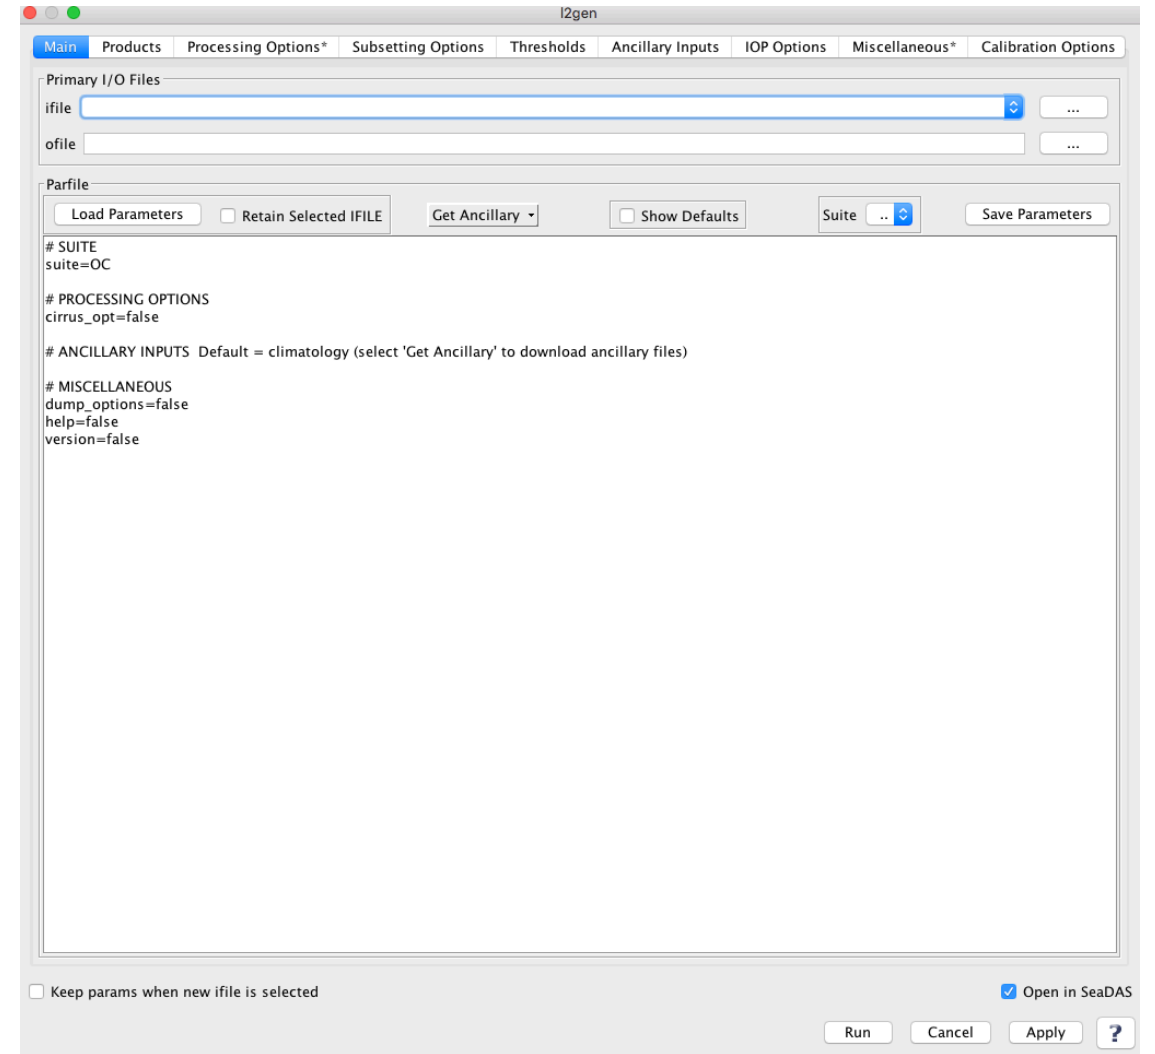 l2gen
Main Products Processing Options* Subsetting Options Thresholds Ancillary Inputs IOP Options Miscellaneous* Calibration Options
Primary I/O Files
ifile ...
ofile ...
Parfile
Load Parameters Retain Selected IFILE Get Ancillary Show Defaults Suite .. Save Parameters
# SUITE
suite=OC
# PROCESSING OPTIONS
cirrus_opt=false
# ANCILLARY INPUTS  Default = climatology (select 'Get Ancillary' to download ancillary files)
# MISCELLANEOUS
dump_options=false
help=false
version=false
Keep params when new ifile is selected Open in SeaDAS
Run Cancel Apply ?